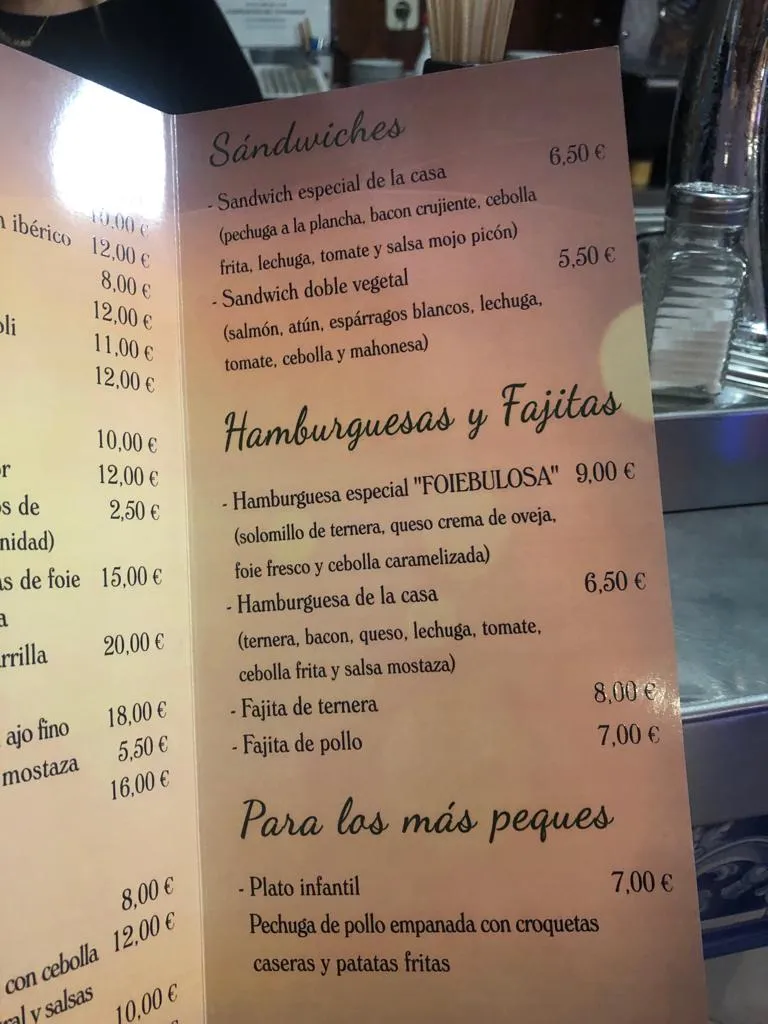 10,00 €
ibérico 12,00 €
8,00 €
12,00 €
11,00 €
12,00 €
10,00 €
12,00 €
de 2,50 €
de foie 15,00 €
20,00 €
ajo fino 18,00 €
mostaza 5,50 €
16,00 €
8,00 €
12,00 €
con cebolla
y salsas
10,00 €
Sándwiches
- Sandwich especial de la casa 6,50 €
(pechuga a la plancha, bacon crujiente, cebolla
frita, lechuga, tomate y salsa mojo picón)
- Sandwich doble vegetal 5,50 €
(salmón, atún, espárragos blancos, lechuga,
tomate, cebolla y mahonesa)
Hamburguesas y Fajitas
- Hamburguesa especial "FOIEBULOSA" 9,00 €
(solomillo de ternera, queso crema de oveja,
foie fresco y cebolla caramelizada)
- Hamburguesa de la casa 6,50 €
(ternera, bacon, queso, lechuga, tomate,
cebolla frita y salsa mostaza)
- Fajita de ternera 8,00 €
- Fajita de pollo 7,00 €
Para los más peques
- Plato infantil 7,00 €
Pechuga de pollo empanada con croquetas
caseras y patatas fritas